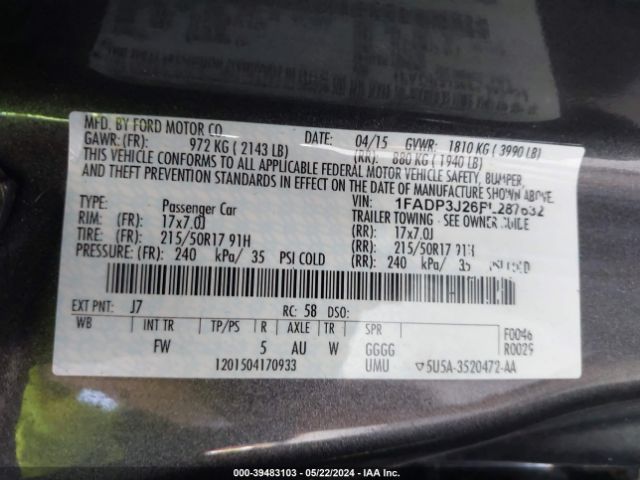 MFD. BY FORD MOTOR CO.
DATE: 04/15 GVWR: 1810 KG ( 3990 LB)
GAWR: (FR): 972 KG ( 2143 LB) (RR): 880 KG ( 1940 LB)
THIS VEHICLE CONFORMS TO ALL APPLICABLE FEDERAL MOTOR VEHICLE SAFETY, BUMPER,
AND THEFT PREVENTION STANDARDS IN EFFECT ON THE DATE OF MANUFACTURE SHOWN ABOVE.
VIN:
TYPE: Passenger Car TRAILER TOWING - SEE OWNER GUIDE
RIM: (FR): 17x7.0J (RR): 17x7.0J
TIRE: (FR): 215/50R17 91H (RR): 215/50R17 91H
PRESSURE: (FR): 240 kPa/ 35 PSI COLD (RR): 240 kPa/ 35 PSI COLD
EXT PNT: J7 RC: 58 DSO:
WB INT TR TP/PS R AXLE TR SPR F0046
FW 5 AU W GGGG R0029
1201504170933 UMU ▽5U5A-3520472-AA
000-39483103 - 05/22/2024 - IAA Inc.